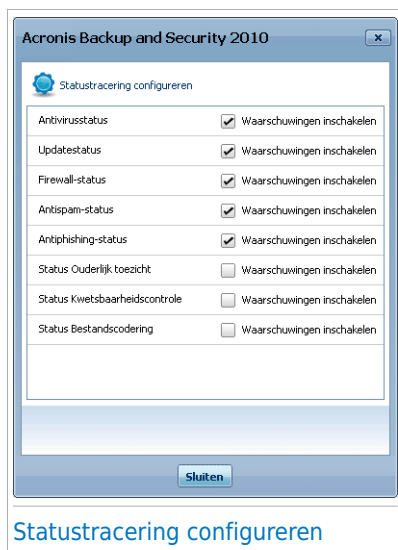 Acronis Backup and Security 2010
Statustracering configureren
Antivirusstatus Waarschuwingen inschakelen
Updatestatus Waarschuwingen inschakelen
Firewall-status Waarschuwingen inschakelen
Antispam-status Waarschuwingen inschakelen
Antiphishing-status Waarschuwingen inschakelen
Status Ouderlijk toezicht Waarschuwingen inschakelen
Status Kwetsbaarheidscontrole Waarschuwingen inschakelen
Status Bestandscodering Waarschuwingen inschakelen
Sluiten
Statustracering configureren